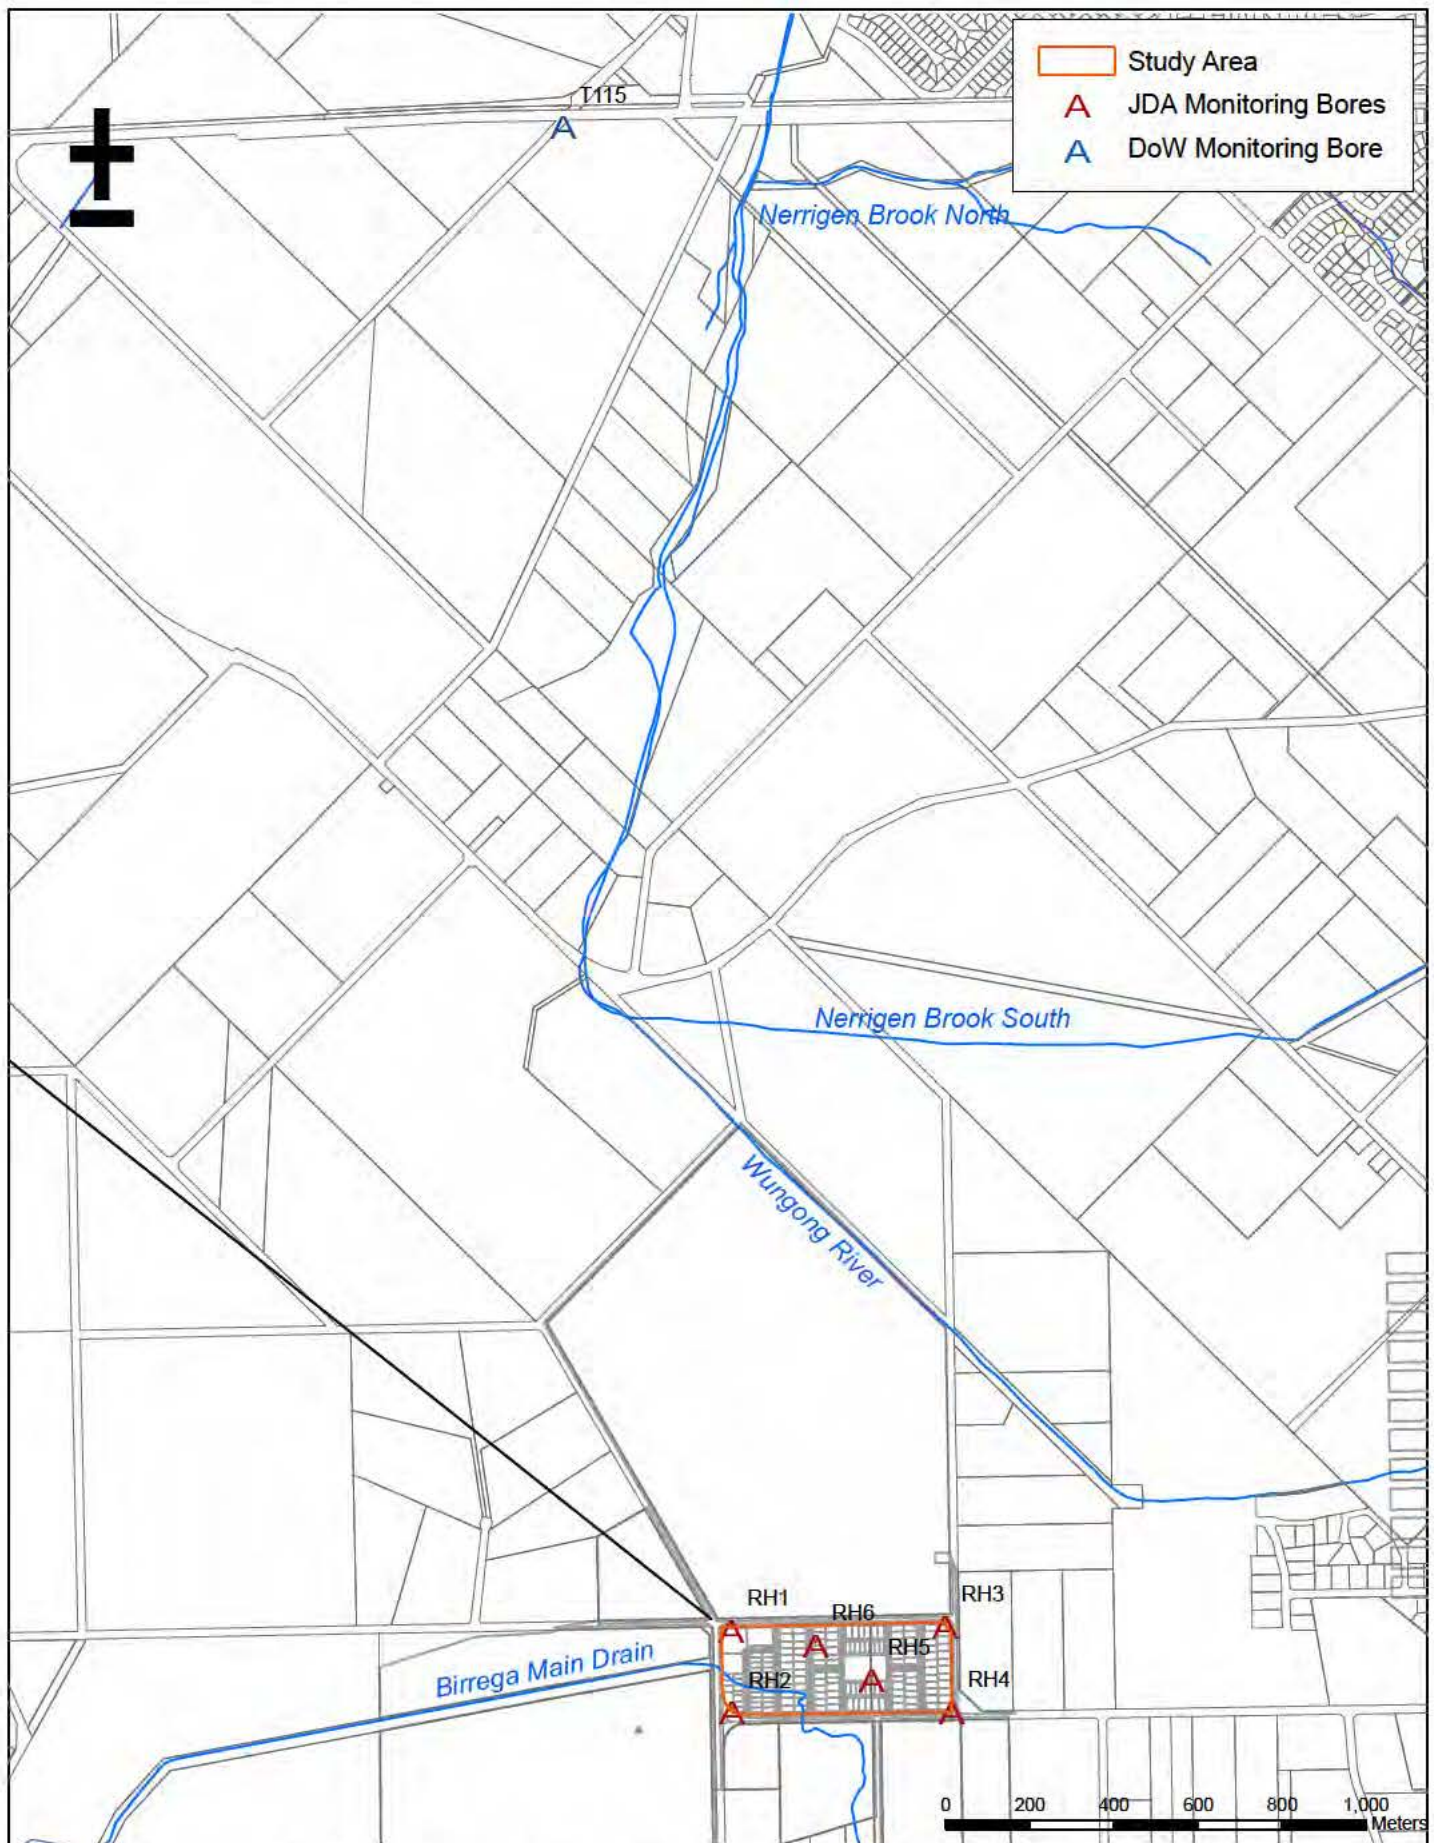 Study Area
JDA Monitoring Bores
DoW Monitoring Bore
T115
Nerrigen Brook North
Nerrigen Brook South
Wungong River
RH1
RH3
RH6
RH5
RH2
RH4
Birrega Main Drain
0 200 400 600 800 1,000
Meters